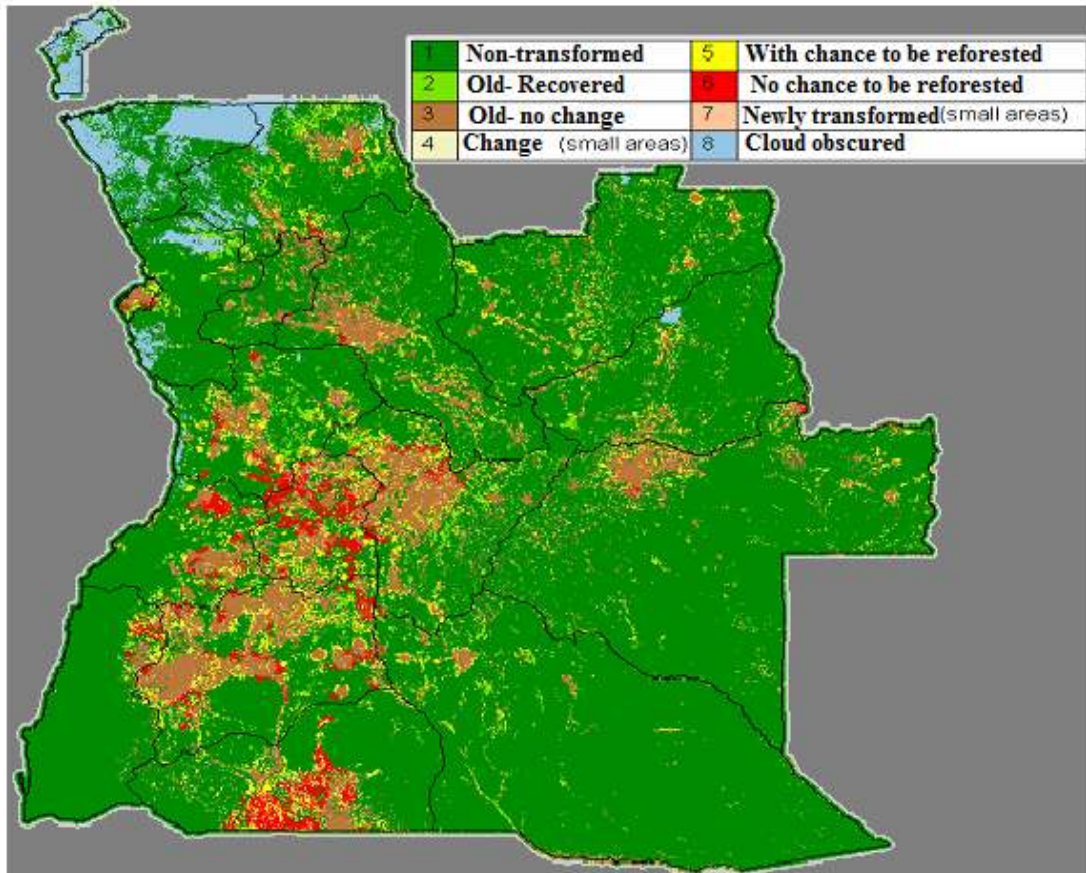 1 Non-transformed 5 With chance to be reforested
2 Old- Recovered 6 No chance to be reforested
3 Old- no change 7 Newly transformed(small areas)
4 Change (small areas) 8 Cloud obscured